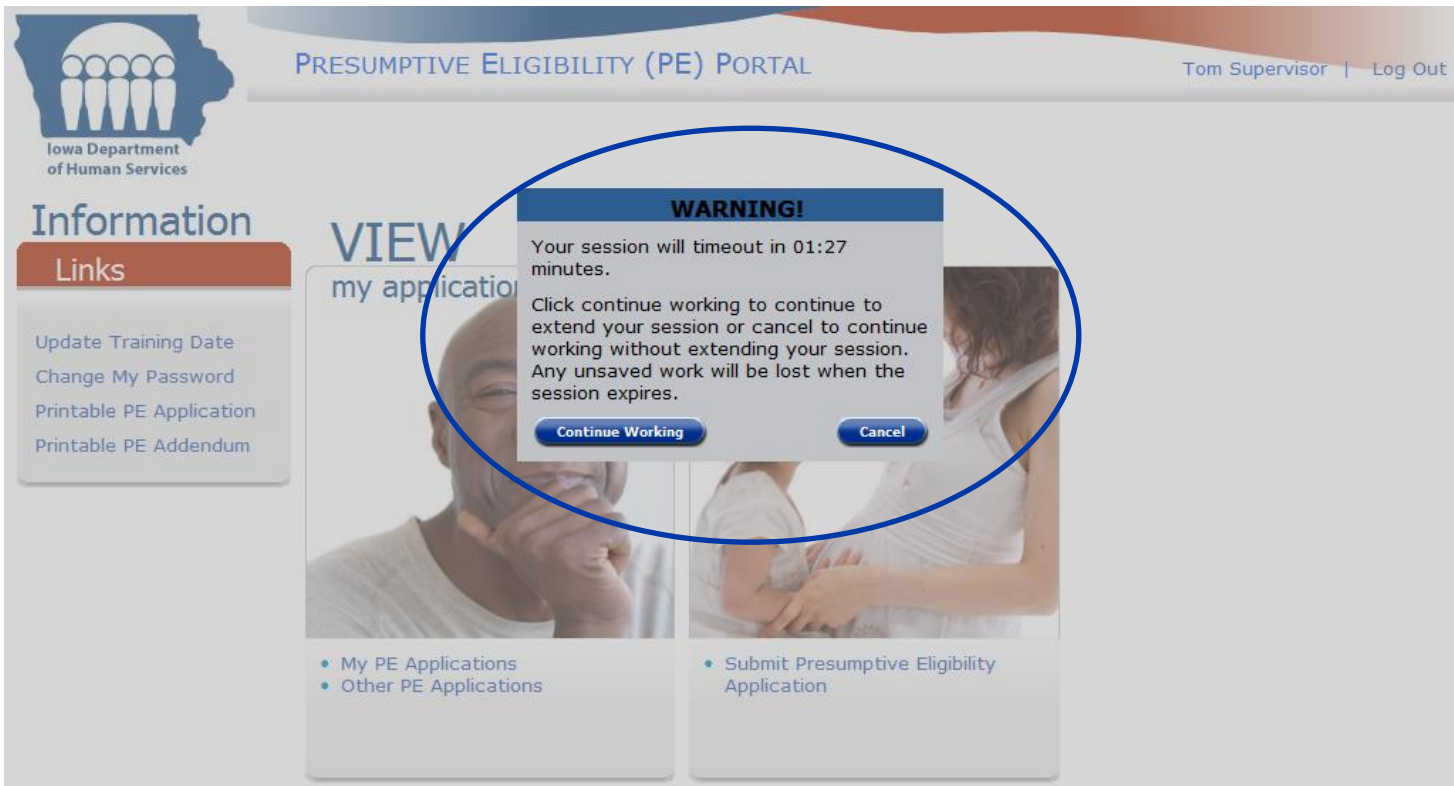 PRESUMPTIVE ELIGIBILITY (PE) PORTAL
Tom Supervisor | Log Out
Iowa Department
of Human Services
Information
Links
Update Training Date
Change My Password
Printable PE Application
Printable PE Addendum
VIEW
my application
WARNING!
Your session will timeout in 01:27
minutes.
Click continue working to continue to
extend your session or cancel to continue
working without extending your session.
Any unsaved work will be lost when the
session expires.
Continue Working
Cancel
• My PE Applications
• Other PE Applications
• Submit Presumptive Eligibility
Application